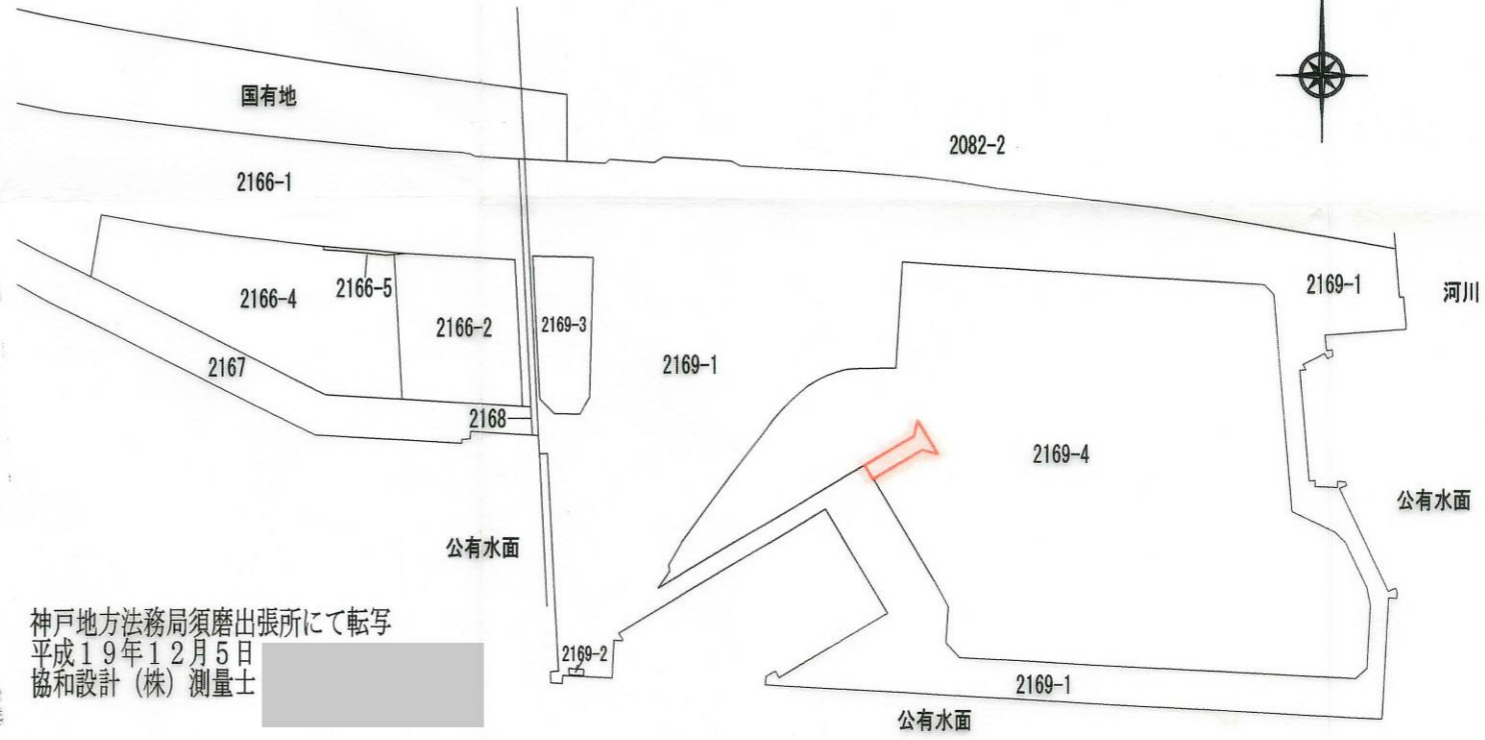 国有地
2082-2
2166-1
2169-1
河川
2166-4
2166-5
2166-2
2169-3
2167
2169-1
2168
2169-4
公有水面
公有水面
神戸地方法務局須磨出張所にて転写
平成19年12月5日
協和設計(株)測量士
2169-2
2169-1
公有水面